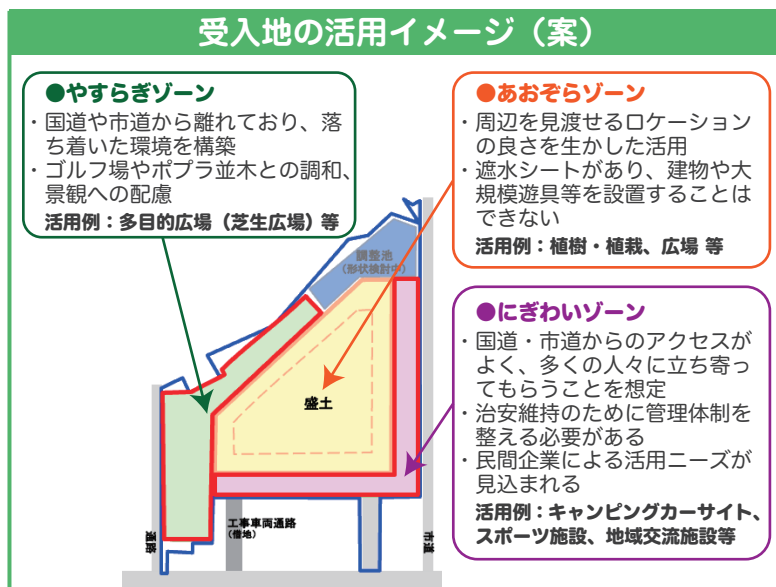 受入地の活用イメージ（案）
●やすらぎゾーン
・国道や市道から離れており、落
ち着いた環境を構築
・ゴルフ場やポプラ並木との調和、
景観への配慮
活用例：多目的広場（芝生広場）等
●あおぞらゾーン
・周辺を見渡せるロケーション
の良さを生かした活用
・遮水シートがあり、建物や大
規模遊具等を設置することは
できない
活用例：植樹・植栽、広場 等
●にぎわいゾーン
・国道・市道からのアクセスが
よく、多くの人々に立ち寄っ
てもらうことを想定
・治安維持のために管理体制を
整える必要がある
・民間企業による活用ニーズが
見込まれる
活用例：キャンピングカーサイト、
スポーツ施設、地域交流施設等
調整池
（形状検討中）
盛土
通路
工事車両通路
（借地）
市道